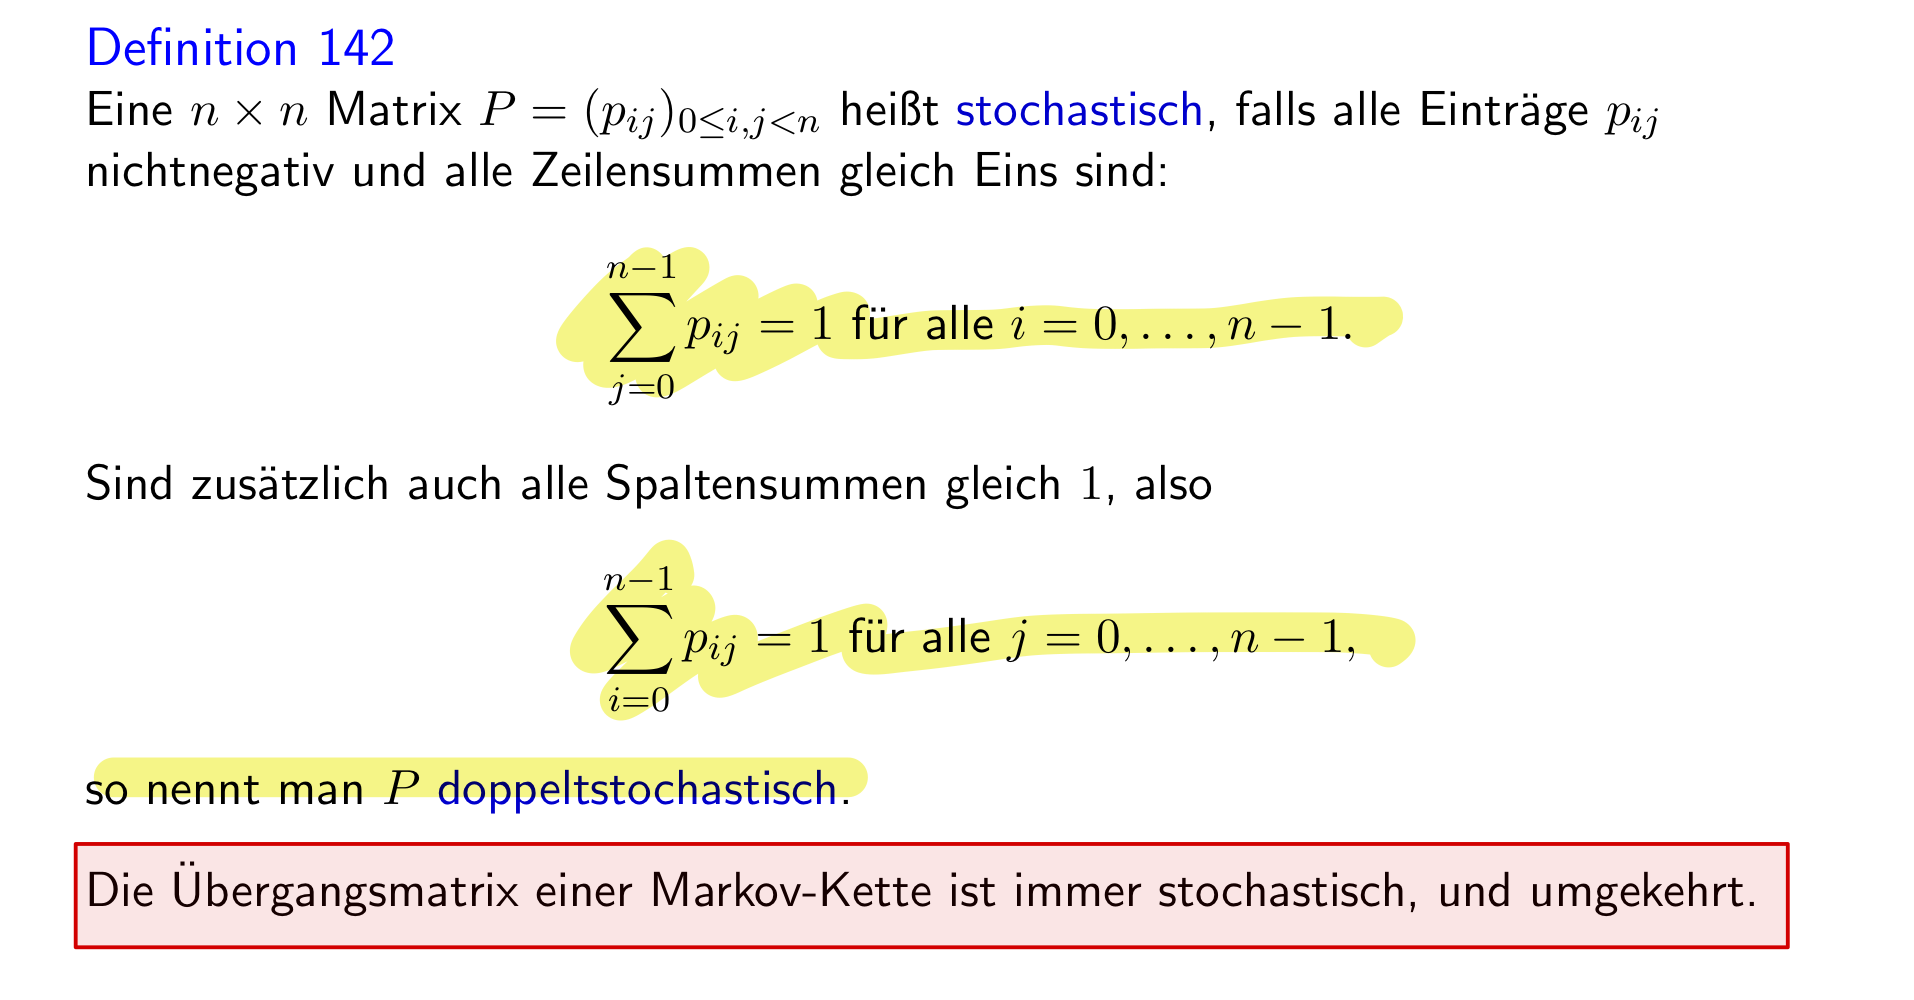 Definition 142
Eine $n \times n$ Matrix $P = (p_{ij})_{0 \leq i,j < n}$ heißt stochastisch, falls alle Einträge $p_{ij}$
nichtnegativ und alle Zeilensummen gleich Eins sind:
$\sum_{j=0}^{n-1} p_{ij} = 1$ für alle $i = 0, \ldots, n-1.$
Sind zusätzlich auch alle Spaltensummen gleich $1$, also
$\sum_{i=0}^{n-1} p_{ij} = 1$ für alle $j = 0, \ldots, n-1,$
so nennt man $P$ doppeltstochastisch.
Die Übergangsmatrix einer Markov-Kette ist immer stochastisch, und umgekehrt.